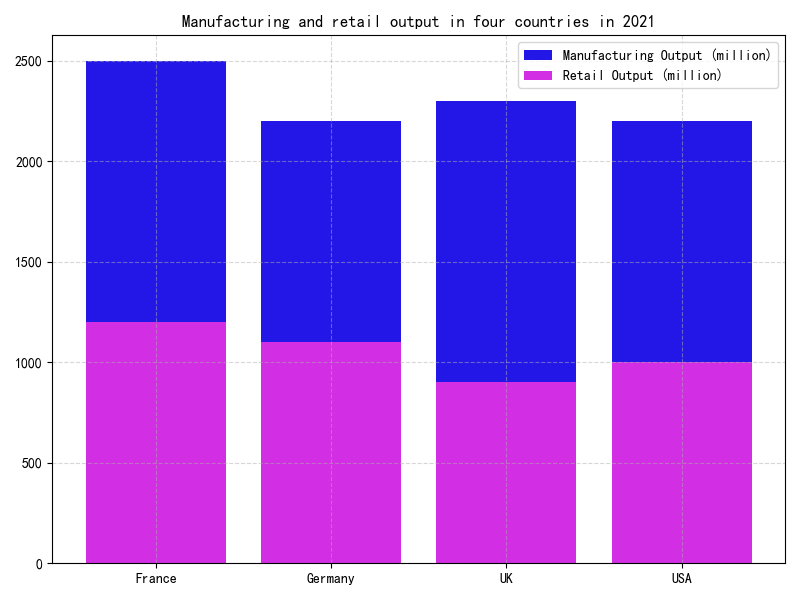 Manufacturing and retail output in four countries in 2021
Manufacturing Output (million)
Retail Output (million)
2500
2000
1500
1000
500
0
France
Germany
UK
USA